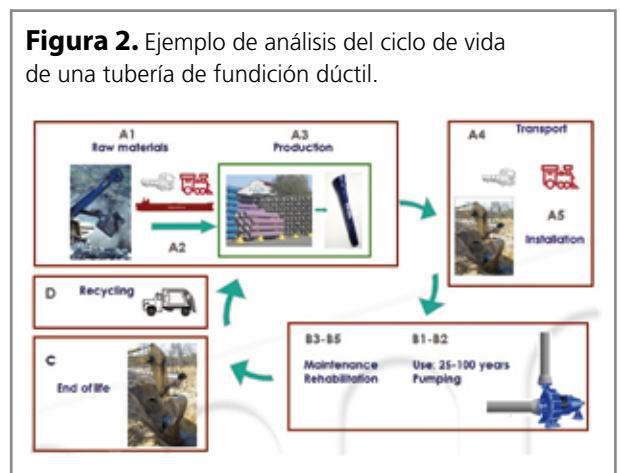 Figura 2. Ejemplo de análisis del ciclo de vida
de una tubería de fundición dúctil.
A1
Raw materials
A3
Production
A2
A4
Transport
A5
Installation
D
Recycling
B3-B5
Maintenance
Rehabilitation
B1-B2
Use: 25-100 years
Pumping
C
End of life